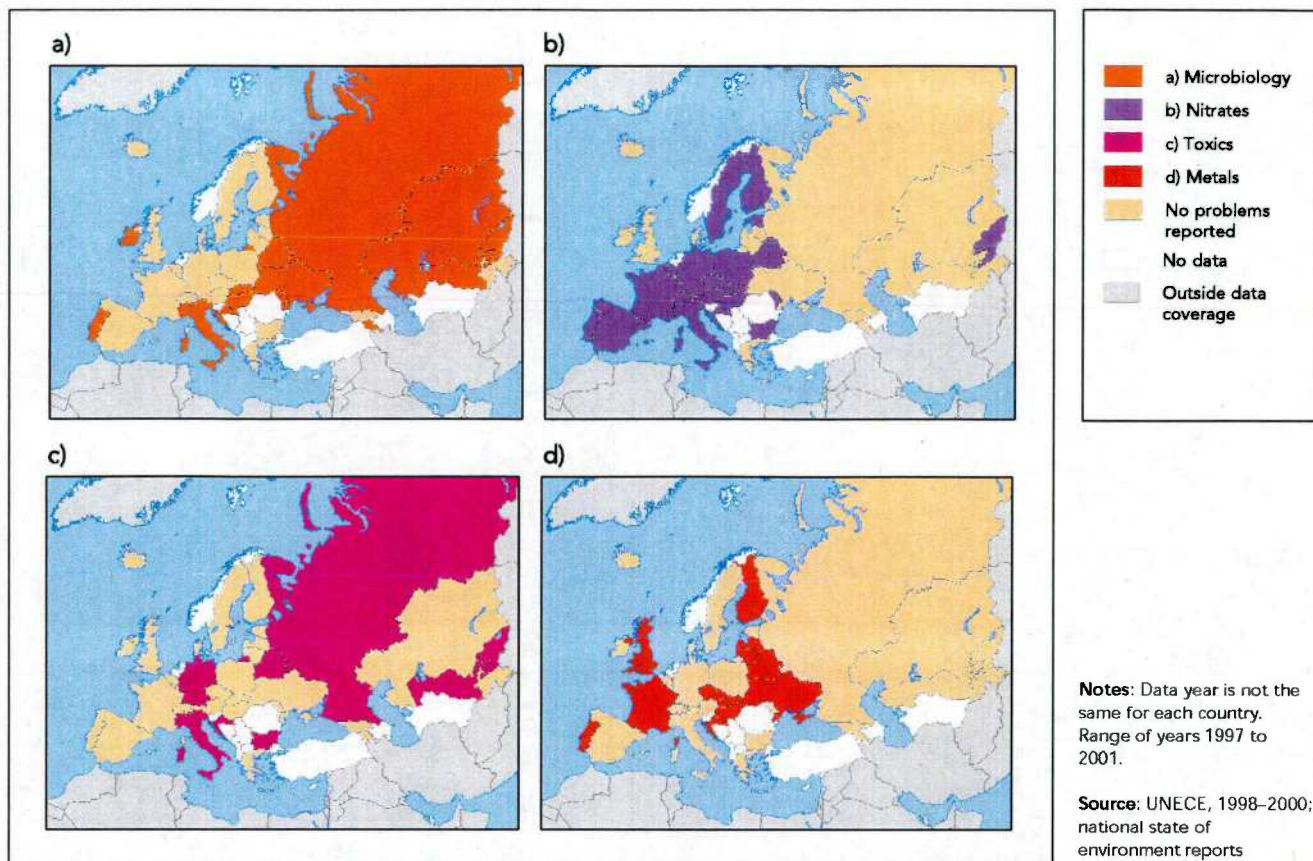 a)
b)
c)
d)
a) Microbiology
b) Nitrates
c) Toxics
d) Metals
No problems
reported
No data
Outside data
coverage
Notes: Data year is not the
same for each country.
Range of years 1997 to
2001.
Source: UNECE, 1998–2000;
national state of
environment reports